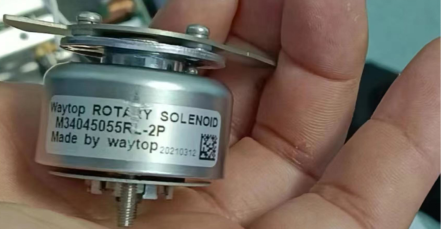 Waytop ROTARY SOLENOID
M34045055RL-2P
Made by waytop 20210312